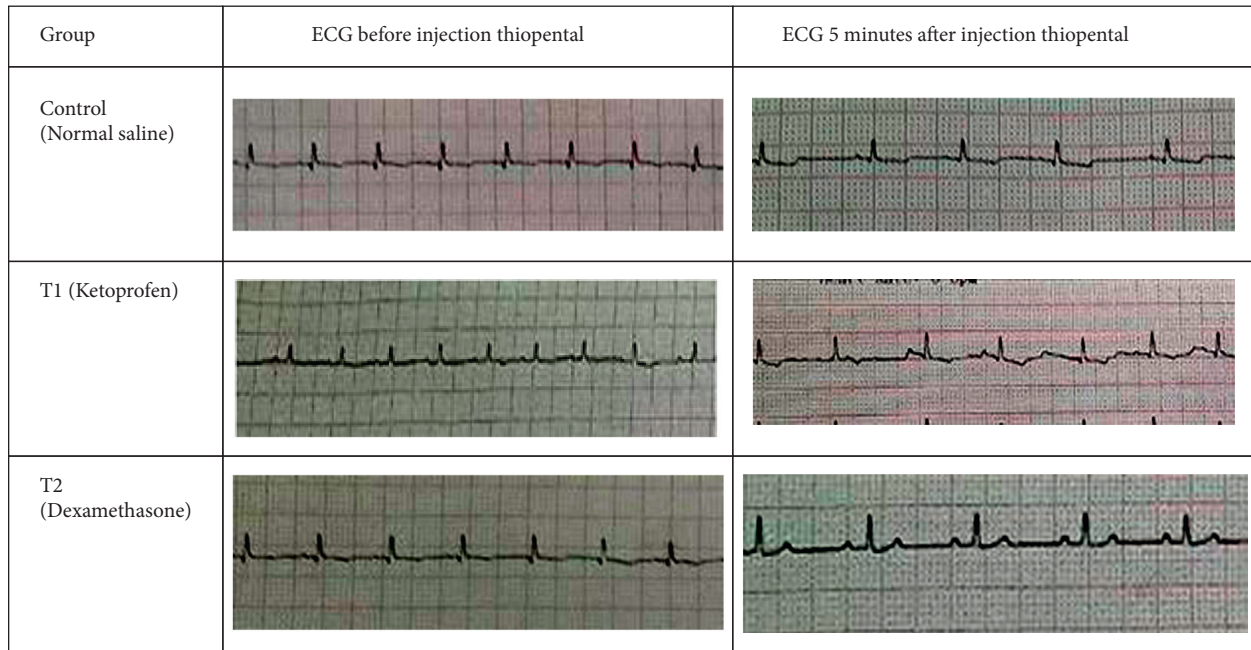 Group
ECG before injection thiopental
ECG 5 minutes after injection thiopental
Control
(Normal saline)
T1 (Ketoprofen)
T2
(Dexamethasone)